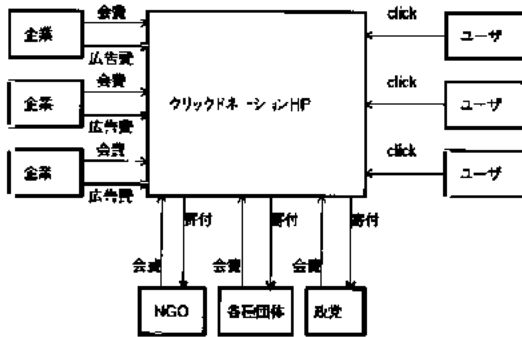 会費
click
企業
ユーザ
広告費
会費
click
企業
クリックドネーションHP
ユーザ
広告費
会費
click
企業
ユーザ
広告費
寄付
寄付
寄付
会費
会費
会費
NGO
各種団体
政党